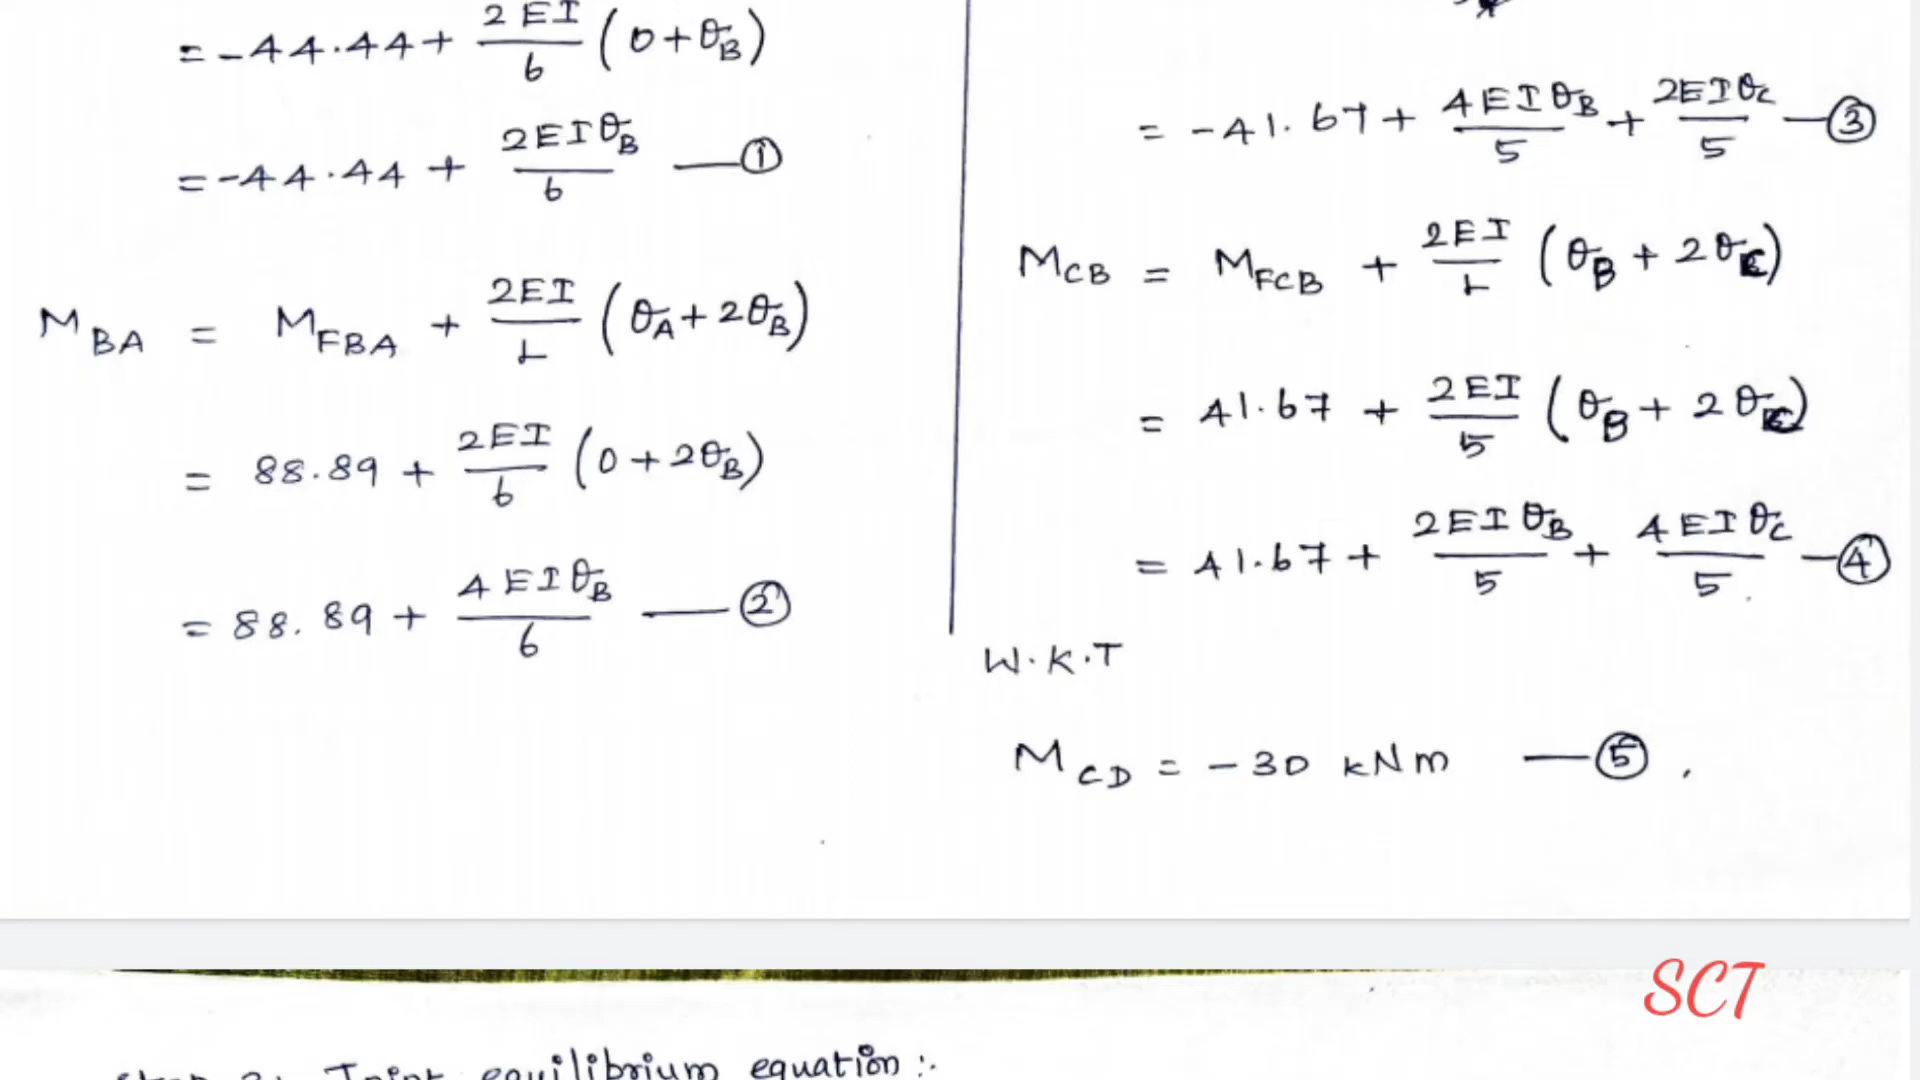 = -44.44 + 2EI/6 (0 + θB)
= -44.44 + 2EIθB/6 — ①
MBA = MFBA + 2EI/L (θA + 2θB)
= 88.89 + 2EI/6 (0 + 2θB)
= 88.89 + 4EIθB/6 — ②
= -41.67 + 4EIθB/5 + 2EIθC/5 — ③
MCB = MFCB + 2EI/L (θB + 2θC)
= 41.67 + 2EI/5 (θB + 2θC)
= 41.67 + 2EIθB/5 + 4EIθC/5 — ④
W.K.T
MCD = -30 kNm — ⑤.
SCT
equilibrium equation :-